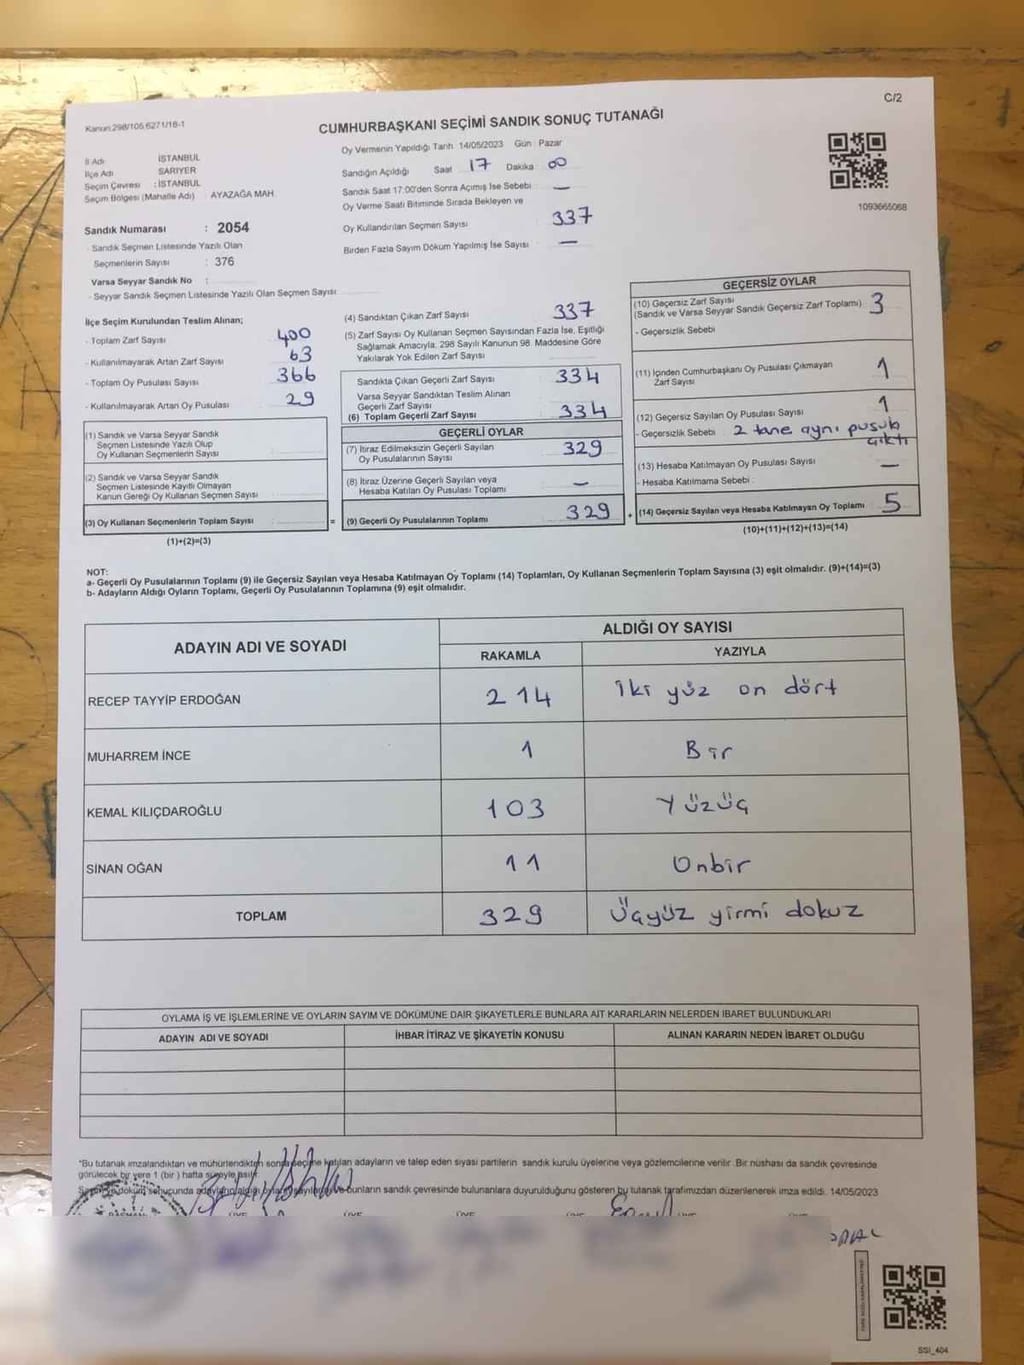 C/2
Kanun:298/105,6271/16-1
CUMHURBAŞKANI SEÇİMİ SANDIK SONUÇ TUTANAĞI
İl Adı İSTANBUL
İlçe Adı SARIYER
Seçim Çevresi : İSTANBUL
Seçim Bölgesi (Mahalle Adı) : AYAZAĞA MAH.
Oy Vermenin Yapıldığı Tarih 14/05/2023 Gün : Pazar
Sandığın Açıldığı Saat 17 Dakika 00
Sandık Saat 17:00'den Sonra Açımış İse Sebebi —
Oy Verme Saati Bitiminde Sırada Bekleyen ve
Oy Kullandırılan Seçmen Sayısı 337
Birden Fazla Sayım Döküm Yapılmış İse Sayısı —
1093665068
Sandık Numarası : 2054
- Sandık Seçmen Listesinde Yazılı Olan
Seçmenlerin Sayısı : 376
Varsa Seyyar Sandık No :
- Seyyar Sandık Seçmen Listesinde Yazılı Olan Seçmen Sayısı
İlçe Seçim Kurulundan Teslim Alınan;
- Toplam Zarf Sayısı 400
- Kullanılmayarak Artan Zarf Sayısı 63
- Toplam Oy Pusulası Sayısı 366
- Kullanılmayarak Artan Oy Pusulası 29
(1) Sandık ve Varsa Seyyar Sandık
Seçmen Listesinde Yazılı Olup
Oy Kullanan Seçmenlerin Sayısı
(2) Sandık ve Varsa Seyyar Sandık
Seçmen Listesinde Kayıtlı Olmayan
Kanun Gereği Oy Kullanan Seçmen Sayısı
(3) Oy Kullanan Seçmenlerin Toplam Sayısı =
(1)+(2)=(3)
(4) Sandıktan Çıkan Zarf Sayısı 337
(5) Zarf Sayısı Oy Kullanan Seçmen Sayısından Fazla İse, Eşitliği
Sağlamak Amacıyla, 298 Sayılı Kanunun 98. Maddesine Göre
Yakılarak Yok Edilen Zarf Sayısı
Sandıkta Çıkan Geçerli Zarf Sayısı 334
Varsa Seyyar Sandıktan Teslim Alınan
Geçerli Zarf Sayısı
(6) Toplam Geçerli Zarf Sayısı 334
GEÇERLİ OYLAR
(7) İtiraz Edilmeksizin Geçerli Sayılan
Oy Pusulalarının Sayısı 329
(8) İtiraz Üzerine Geçerli Sayılan veya
Hesaba Katılan Oy Pusulası Toplamı —
(9) Geçerli Oy Pusulalarının Toplamı 329 +
GEÇERSİZ OYLAR
(10) Geçersiz Zarf Sayısı
(Sandık ve Varsa Seyyar Sandık Geçersiz Zarf Toplamı) 3
- Geçersizlik Sebebi
(11) İçinden Cumhurbaşkanı Oy Pusulası Çıkmayan
Zarf Sayısı 1
(12) Geçersiz Sayılan Oy Pusulası Sayısı 1
- Geçersizlik Sebebi 2 tane aynı pusula
çıktı
(13) Hesaba Katılmayan Oy Pusulası Sayısı —
- Hesaba Katılmama Sebebi
(14) Geçersiz Sayılan veya Hesaba Katılmayan Oy Toplamı 5
(10)+(11)+(12)+(13)=(14)
NOT:
a- Geçerli Oy Pusulalarının Toplamı (9) ile Geçersiz Sayılan veya Hesaba Katılmayan Oy Toplamı (14) Toplamları, Oy Kullanan Seçmenlerin Toplam Sayısına (3) eşit olmalıdır. (9)+(14)=(3)
b- Adayların Aldığı Oyların Toplamı, Geçerli Oy Pusulalarının Toplamına (9) eşit olmalıdır.
ADAYIN ADI VE SOYADI
ALDIĞI OY SAYISI
RAKAMLA YAZIYLA
RECEP TAYYİP ERDOĞAN 214 iki yüz on dört
MUHARREM İNCE 1 Bir
KEMAL KILIÇDAROĞLU 103 Yüzüç
SİNAN OĞAN 11 Onbir
TOPLAM 329 Üçyüz yirmi dokuz
OYLAMA İŞ VE İŞLEMLERİNE VE OYLARIN SAYIM VE DÖKÜMÜNE DAİR ŞİKAYETLERLE BUNLARA AİT KARARLARIN NELERDEN İBARET BULUNDUKLARI
ADAYIN ADI VE SOYADI İHBAR İTİRAZ VE ŞİKAYETİN KONUSU ALINAN KARARIN NEDEN İBARET OLDUĞU
*Bu tutanak imzalandıktan ve mühürlendikten sonra seçime katılan adayların ve talep eden siyasi partilerin sandık kurulu üyelerine veya gözlemcilerine verilir. Bir nüshası da sandık çevresinde
görülecek bir yere 1 (bir) hafta süreyle asılır.
sonucunda bunların sandık çevresinde bulunanlara duyurulduğunu gösteren bu tutanak tarafımızdan düzenlenerek imza edildi. 14/05/2023
SSI_404